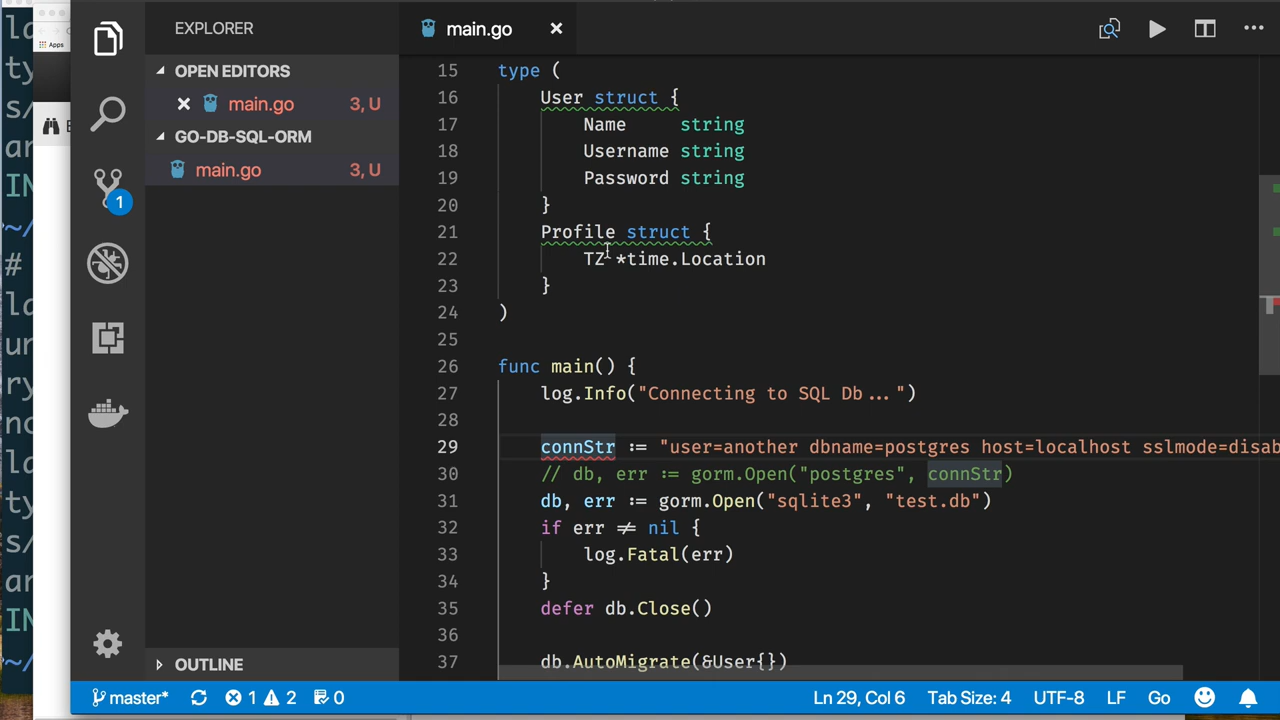 EXPLORER
OPEN EDITORS
main.go 3, U
GO-DB-SQL-ORM
main.go 3, U
OUTLINE
1
Apps
main.go
15 type (
16 User struct {
17 Name string
18 Username string
19 Password string
20 }
21 Profile struct {
22 TZ *time.Location
23 }
24 )
25
26 func main() {
27 log.Info("Connecting to SQL Db...")
28
29 connStr := "user=another dbname=postgres host=localhost sslmode=disab
30 // db, err := gorm.Open("postgres", connStr)
31 db, err := gorm.Open("sqlite3", "test.db")
32 if err ≠ nil {
33 log.Fatal(err)
34 }
35 defer db.Close()
36
37 db.AutoMigrate(&User{})
master* 1 2 0 Ln 29, Col 6 Tab Size: 4 UTF-8 LF Go